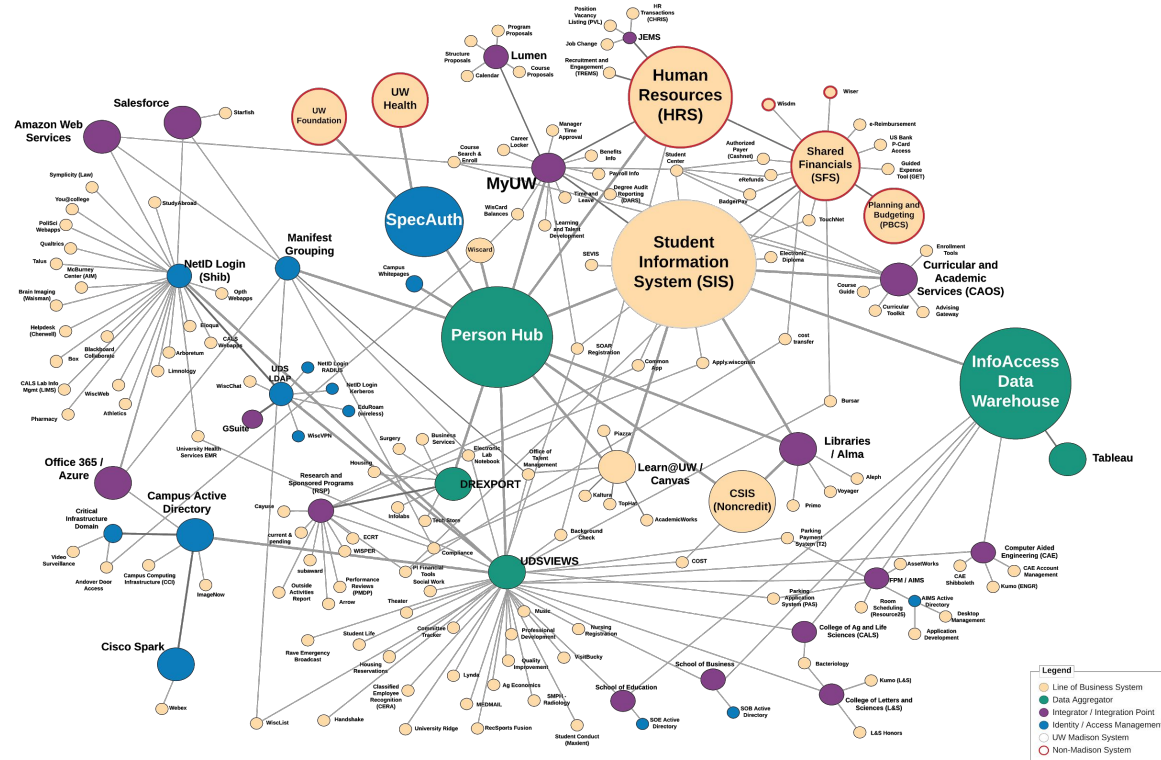 Position
Vacancy
Listing (PVL)
HR
Transactions
(CHRIS)
JEMS
Job Change
Recruitment and
Engagement
(TREMS)
Program
Proposals
Structure
Proposals
Lumen
Calendar
Course
Proposals
Human
Resources
(HRS)
Wisdm
Wiser
e-Reimbursement
US Bank
P-Card
Access
Guided
Expense
Tool (GET)
Shared
Financials
(SFS)
Planning and
Budgeting
(PBCS)
Authorized
Payer
(Cashnet)
eRefunds
BadgerPay
TouchNet
Student
Center
Salesforce
Starfish
Amazon Web
Services
UW
Foundation
UW
Health
Manager
Time
Approval
Career
Locker
Course
Search &
Enroll
Benefits
Info
Payroll Info
Degree Audit
Reporting
(DARS)
Time and
Leave
MyUW
WisCard
Balances
Learning
and Talent
Development
Symplicity (Law)
You@college
PoliSci
Webapps
Qualtrics
Talus
McBurney
Center (AIM)
Brain Imaging
(Waisman)
Helpdesk
(Cherwell)
Box
Blackboard
Collaborate
CALS Lab Info
Mgmt (LIMS)
Pharmacy
WiscWeb
Athletics
StudyAbroad
NetID Login
(Shib)
Opth
Webapps
Eloqua
CALS
Webapps
Arboretum
Limnology
University Health
Services EMR
Manifest
Grouping
SpecAuth
Wiscard
Campus
Whitepages
Person Hub
Student
Information
System (SIS)
SEVIS
Electronic
Diploma
SOAR
Registration
Common
App
Apply.wisconsin
cost
transfer
Bursar
Enrollment
Tools
Curricular and
Academic
Services (CAOS)
Course
Guide
Curricular
Toolkit
Advising
Gateway
InfoAccess
Data
Warehouse
Tableau
UDS
LDAP
WiscChat
NetID Login
RADIUS
NetID Login
Kerberos
EduRoam
(wireless)
WiscVPN
GSuite
Office 365 /
Azure
Campus Active
Directory
Critical
Infrastructure
Domain
Video
Surveillance
Andover Door
Access
Campus Computing
Infrastructure (CCI)
ImageNow
Cisco Spark
Webex
Surgery
Business
Services
Electronic
Lab
Notebook
Housing
DREXPORT
Research and
Sponsored Programs
(RSP)
Cayuse
current &
pending
Infolabs
Tech Store
ECRT
WISPER
subaward
Outside
Activities
Report
Performance
Reviews
(PMDP)
Arrow
Compliance
PI Financial
Tools
Social Work
Office of
Talent
Management
Piazza
Learn@UW /
Canvas
Kaltura
TopHat
AcademicWorks
Background
Check
CSIS
(Noncredit)
Libraries
/ Alma
Aleph
Voyager
Primo
UDSVIEWS
COST
Parking
System (T2)
Parking
Application
System (PAS)
Computer Aided
Engineering (CAE)
CAE
Shibboleth
CAE Account
Management
Kumo (ENGR)
AssetWorks
FPM / AIMS
Room
Scheduling
(Resource25)
AIMS Active
Directory
Desktop
Management
Application
Development
College of Ag and Life
Sciences (CALS)
Bacteriology
College of Letters and
Sciences (L&S)
Kumo (L&S)
L&S Honors
School of Business
SOB Active
Directory
School of Education
SOE Active
Directory
Theater
Student Life
Rave Emergency
Broadcast
Committee
Tracker
Housing
Reservations
Classified
Employee
Recognition
(CERA)
WiscList
Handshake
University Ridge
Music
Professional
Development
Nursing
Registration
VisitBucky
Quality
Improvement
Lynda
Ag Economics
MEDMAIL
SMPH -
Radiology
RecSports Fusion
Student Conduct
(Maxient)
Legend
Line of Business System
Data Aggregator
Integrator / Integration Point
Identity / Access Management
UW Madison System
Non-Madison System